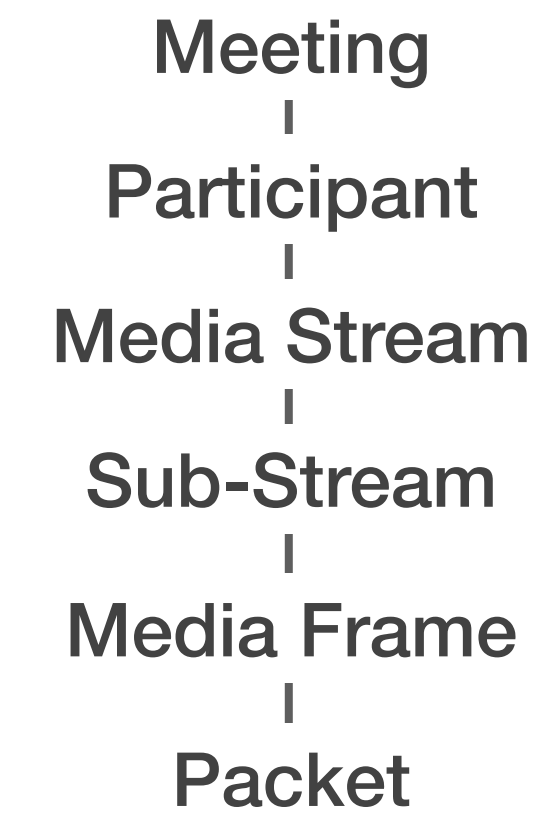 Meeting
Participant
Media Stream
Sub-Stream
Media Frame
Packet